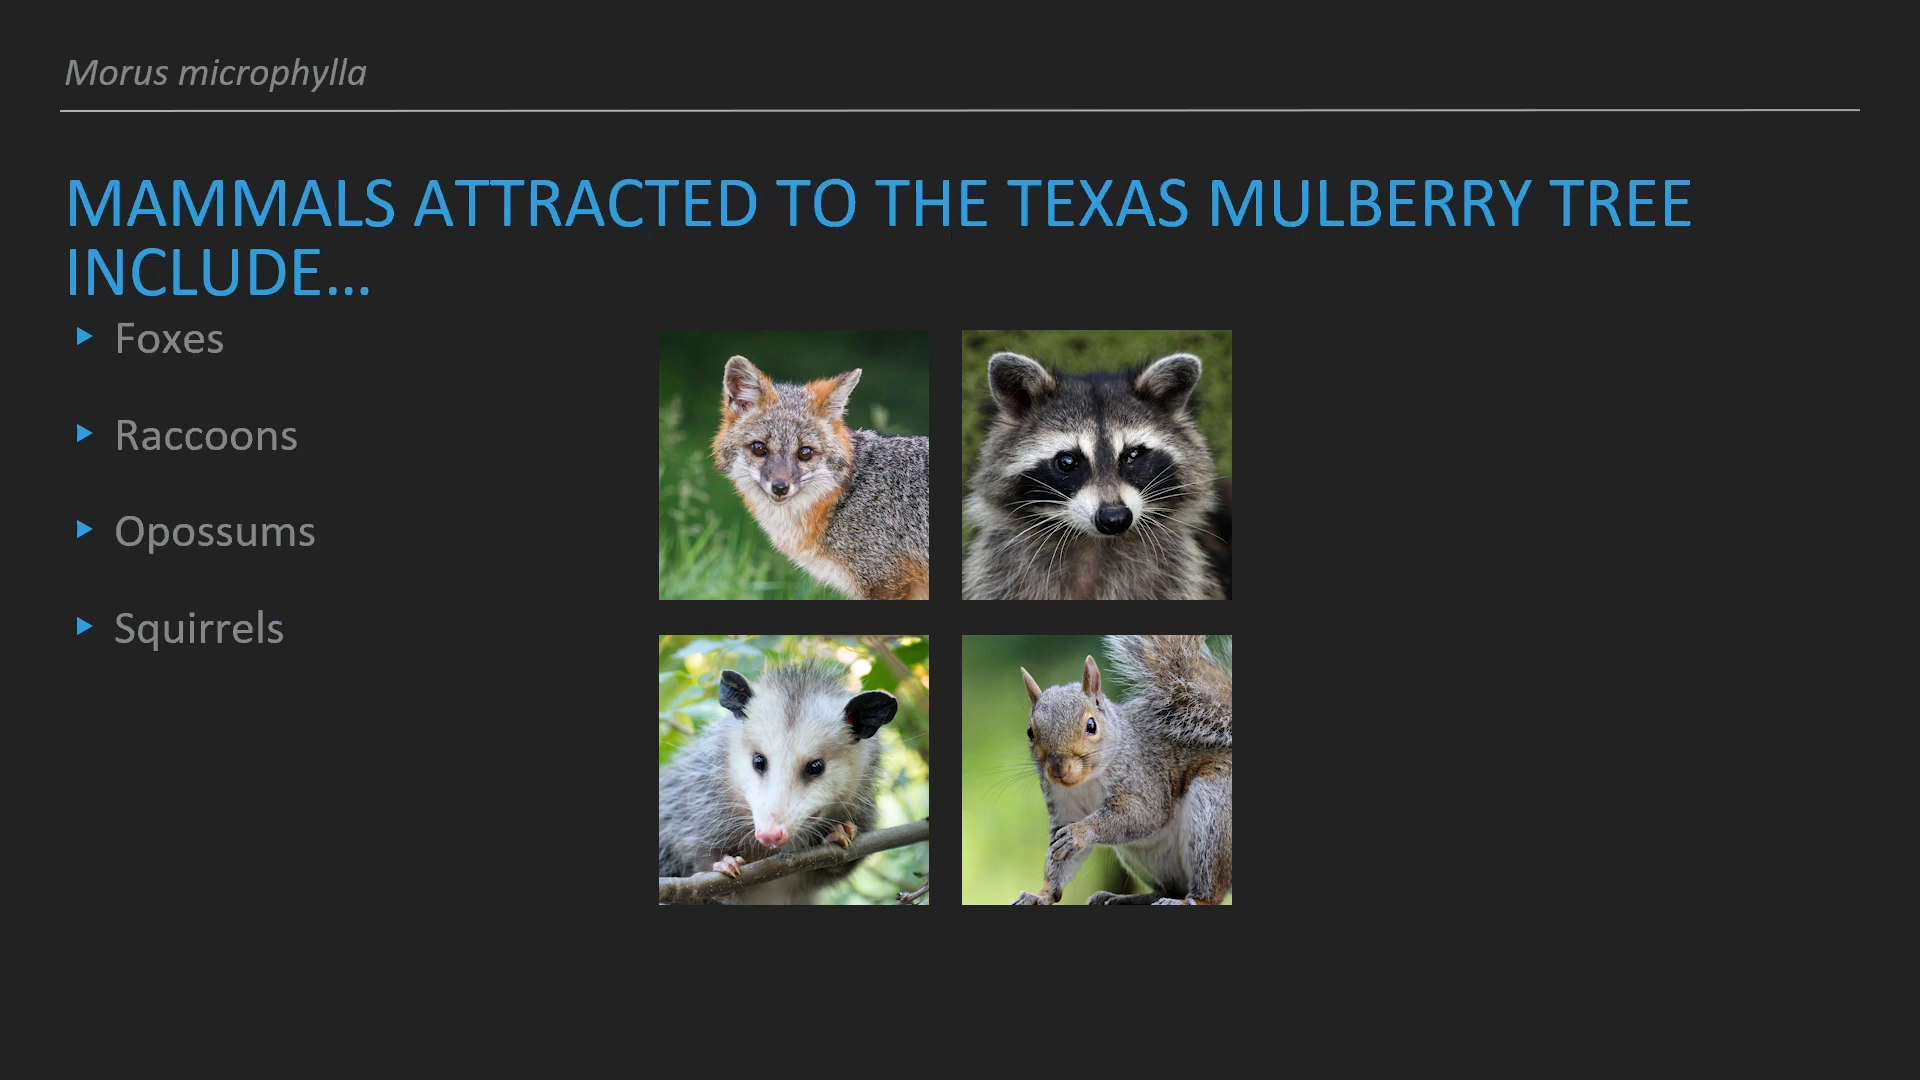 Morus microphylla
MAMMALS ATTRACTED TO THE TEXAS MULBERRY TREE
INCLUDE...
Foxes
Raccoons
Opossums
Squirrels